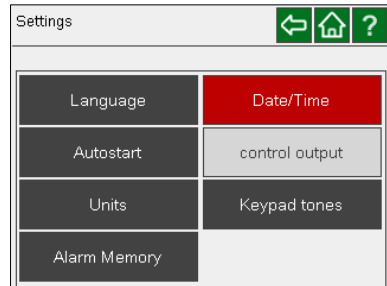 Settings
?
Language
Date/Time
Autostart
control output
Units
Keypad tones
Alarm Memory